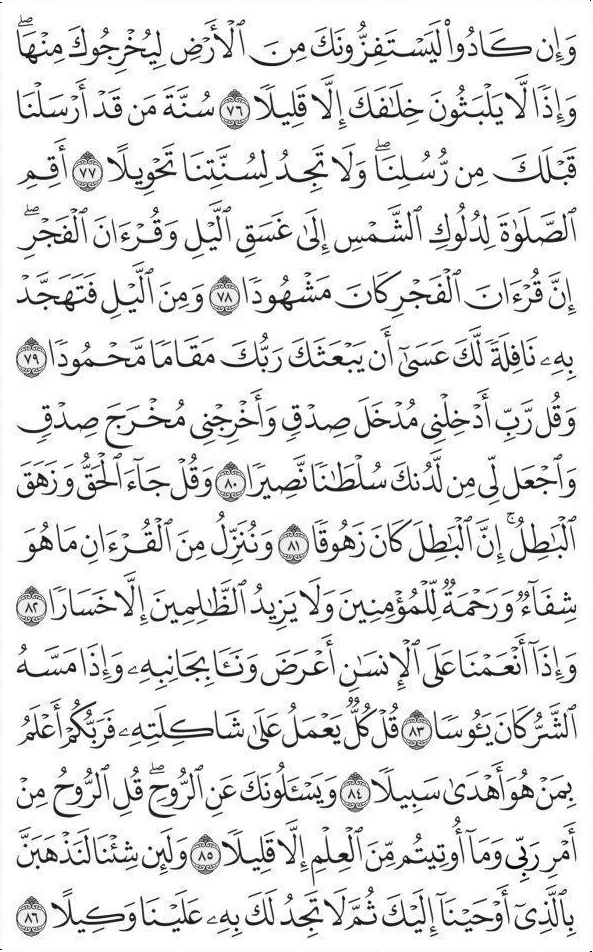 وَإِن كَادُوا۟ لَيَسْتَفِزُّونَكَ مِنَ ٱلْأَرْضِ لِيُخْرِجُوكَ مِنْهَا ۖ
وَإِذًا لَّا يَلْبَثُونَ خِلَـٰفَكَ إِلَّا قَلِيلًا ٧٦ سُنَّةَ مَن قَدْ أَرْسَلْنَا
قَبْلَكَ مِن رُّسُلِنَا ۖ وَلَا تَجِدُ لِسُنَّتِنَا تَحْوِيلًا ٧٧ أَقِمِ
ٱلصَّلَوٰةَ لِدُلُوكِ ٱلشَّمْسِ إِلَىٰ غَسَقِ ٱلَّيْلِ وَقُرْءَانَ ٱلْفَجْرِ ۖ
إِنَّ قُرْءَانَ ٱلْفَجْرِ كَانَ مَشْهُودًا ٧٨ وَمِنَ ٱلَّيْلِ فَتَهَجَّدْ
بِهِۦ نَافِلَةً لَّكَ عَسَىٰٓ أَن يَبْعَثَكَ رَبُّكَ مَقَامًا مَّحْمُودًا ٧٩
وَقُل رَّبِّ أَدْخِلْنِى مُدْخَلَ صِدْقٍ وَأَخْرِجْنِى مُخْرَجَ صِدْقٍ
وَٱجْعَل لِّى مِن لَّدُنكَ سُلْطَـٰنًا نَّصِيرًا ٨٠ وَقُلْ جَآءَ ٱلْحَقُّ وَزَهَقَ
ٱلْبَـٰطِلُ ۚ إِنَّ ٱلْبَـٰطِلَ كَانَ زَهُوقًا ٨١ وَنُنَزِّلُ مِنَ ٱلْقُرْءَانِ مَا هُوَ
شِفَآءٌ وَرَحْمَةٌ لِّلْمُؤْمِنِينَ وَلَا يَزِيدُ ٱلظَّـٰلِمِينَ إِلَّا خَسَارًا ٨٢
وَإِذَآ أَنْعَمْنَا عَلَى ٱلْإِنسَـٰنِ أَعْرَضَ وَنَـَٔا بِجَانِبِهِۦ وَإِذَا مَسَّهُ
ٱلشَّرُّ كَانَ يَـُٔوسًا ٨٣ قُلْ كُلٌّ يَعْمَلُ عَلَىٰ شَاكِلَتِهِۦ فَرَبُّكُمْ أَعْلَمُ
بِمَنْ هُوَ أَهْدَىٰ سَبِيلًا ٨٤ وَيَسْـَٔلُونَكَ عَنِ ٱلرُّوحِ ۖ قُلِ ٱلرُّوحُ مِنْ
أَمْرِ رَبِّى وَمَآ أُوتِيتُم مِّنَ ٱلْعِلْمِ إِلَّا قَلِيلًا ٨٥ وَلَئِن شِئْنَا لَنَذْهَبَنَّ
بِٱلَّذِىٓ أَوْحَيْنَآ إِلَيْكَ ثُمَّ لَا تَجِدُ لَكَ بِهِۦ عَلَيْنَا وَكِيلًا ٨٦